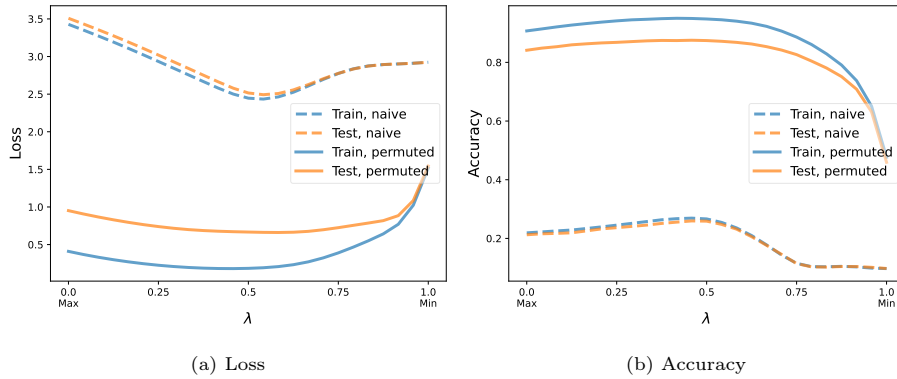 3.5
3.0
2.5
2.0
1.5
1.0
0.5
Loss
Train, naive
Test, naive
Train, permuted
Test, permuted
0.0 0.25 0.5 0.75 1.0
Max Min
λ
(a) Loss
0.8
0.6
0.4
0.2
Accuracy
Train, naive
Test, naive
Train, permuted
Test, permuted
0.0 0.25 0.5 0.75 1.0
Max Min
λ
(b) Accuracy